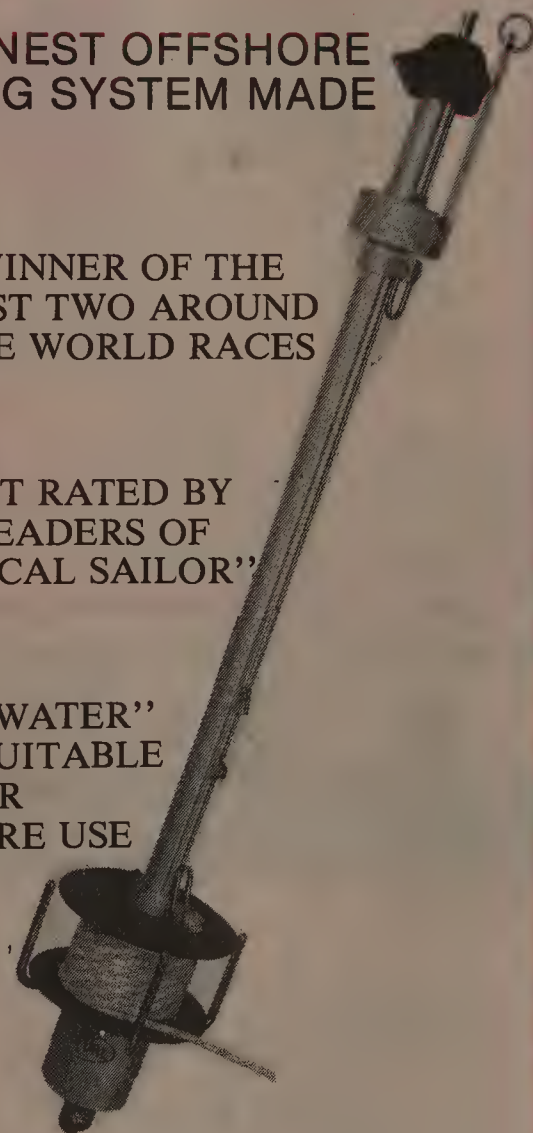 NEST OFFSHORE
G SYSTEM MADE
INNER OF THE
ST TWO AROUND
E WORLD RACES
T RATED BY
EADERS OF
CAL SAILOR”
WATER”
UITABLE
R
RE USE